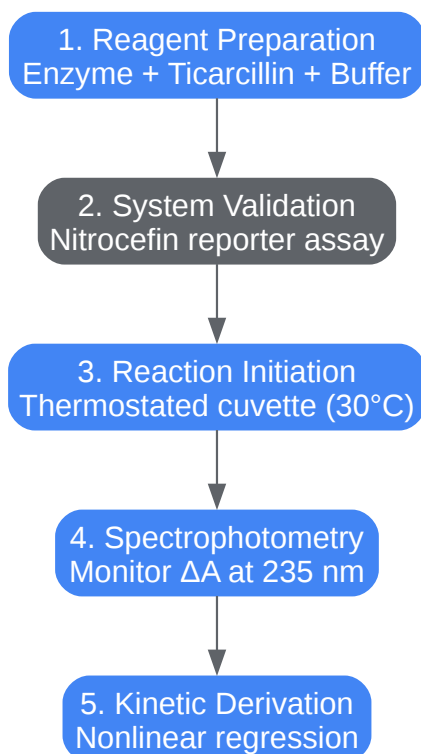 1. Reagent Preparation
Enzyme + Ticarcillin + Buffer
2. System Validation
Nitrocefin reporter assay
3. Reaction Initiation
Thermostated cuvette (30°C)
4. Spectrophotometry
Monitor ΔA at 235 nm
5. Kinetic Derivation
Nonlinear regression